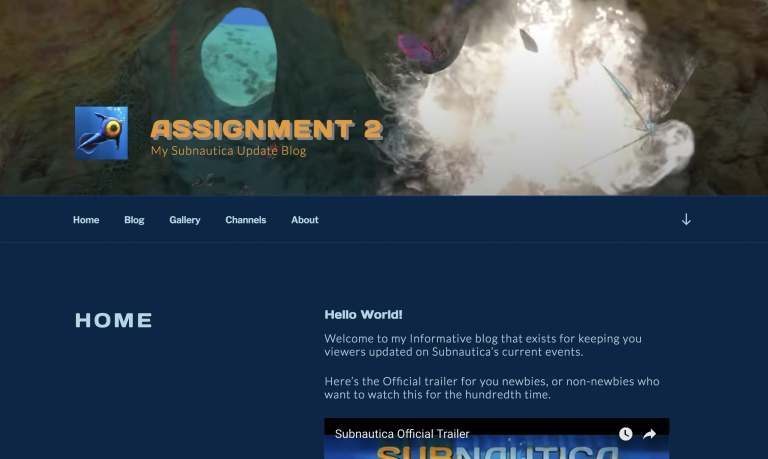 ASSIGNMENT 2
My Subnautica Update Blog
Home Blog Gallery Channels About
HOME
Hello World!
Welcome to my Informative blog that exists for keeping you
viewers updated on Subnautica's current events.
Here's the Official trailer for you newbies, or non-newbies who
want to watch this for the hundredth time.
Subnautica Official Trailer
SUBNAUTICA